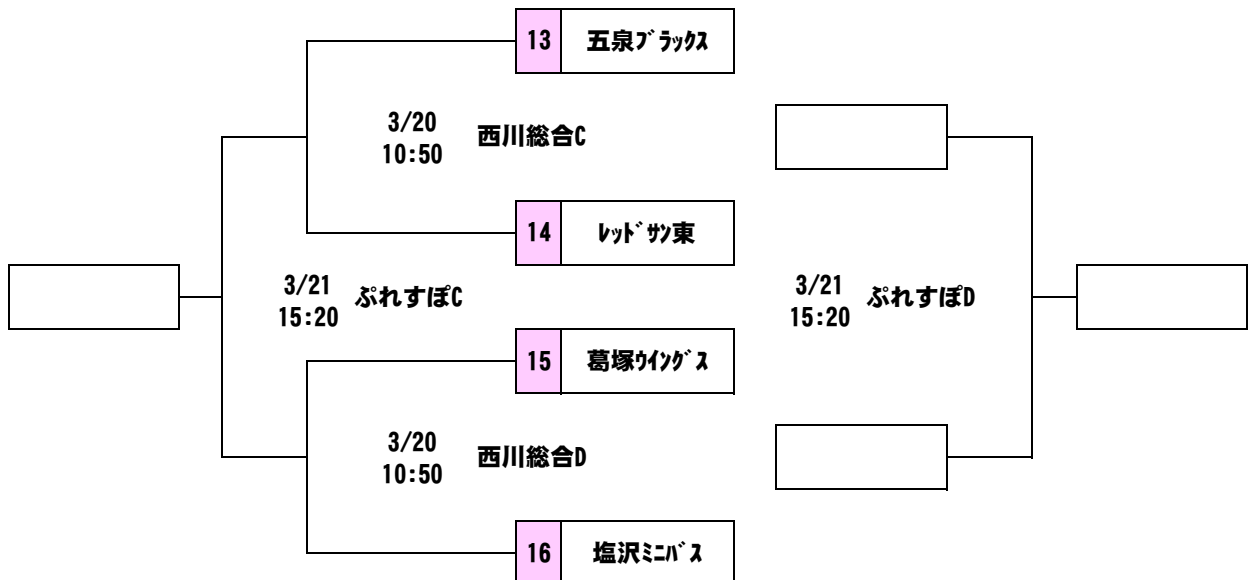 13 五泉ﾌﾞﾗｯｸｽ
3/20
10:50
西川総合C
14 ﾚｯﾄﾞｻﾝ東
3/21
15:20
ぷれすぽC
3/21
15:20
ぷれすぽD
15 葛塚ｳｲﾝｸﾞｽ
3/20
10:50
西川総合D
16 塩沢ﾐﾆﾊﾞｽ